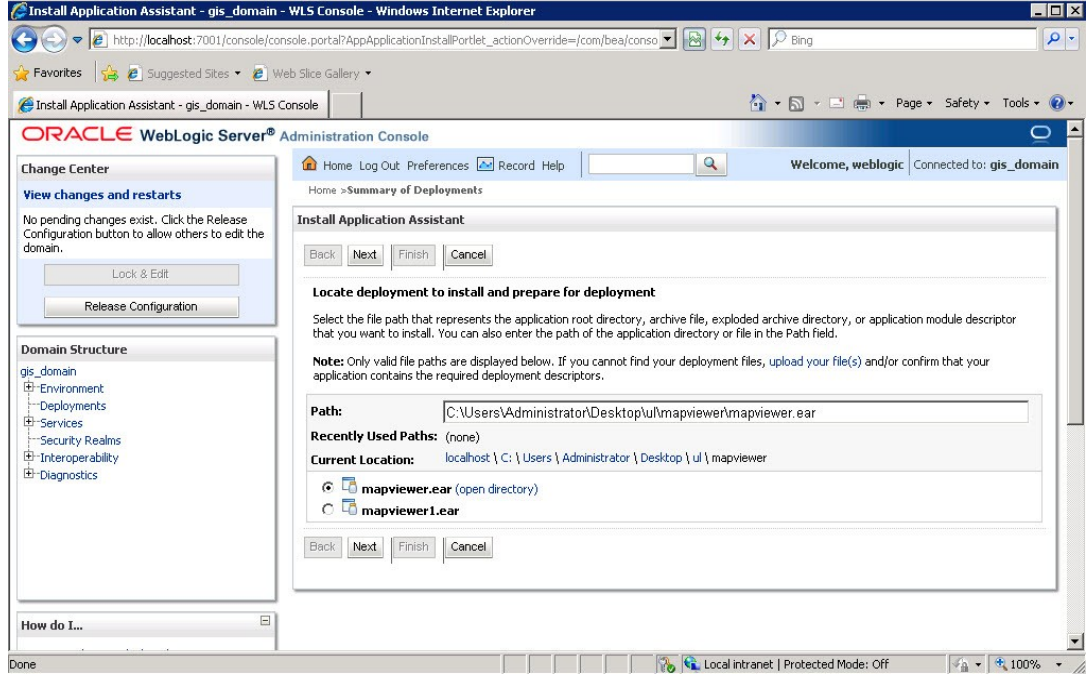 Install Application Assistant - gis_domain - WLS Console - Windows Internet Explorer
http://localhost:7001/console/console.portal?AppApplicationInstallPortlet_actionOverride=/com/bea/conso
Bing
Favorites
Suggested Sites
Web Slice Gallery
Install Application Assistant - gis_domain - WLS Console
Page
Safety
Tools
ORACLE WebLogic Server® Administration Console
Change Center
View changes and restarts
No pending changes exist. Click the Release
Configuration button to allow others to edit the
domain.
Lock & Edit
Release Configuration
Domain Structure
gis_domain
Environment
Deployments
Services
Security Realms
Interoperability
Diagnostics
How do I...
Home Log Out Preferences Record Help
Welcome, weblogic
Connected to: gis_domain
Home >Summary of Deployments
Install Application Assistant
Back Next Finish Cancel
Locate deployment to install and prepare for deployment
Select the file path that represents the application root directory, archive file, exploded archive directory, or application module descriptor
that you want to install. You can also enter the path of the application directory or file in the Path field.
Note: Only valid file paths are displayed below. If you cannot find your deployment files, upload your file(s) and/or confirm that your
application contains the required deployment descriptors.
Path: C:\Users\Administrator\Desktop\ul\mapviewer\mapviewer.ear
Recently Used Paths: (none)
Current Location: localhost \ C: \ Users \ Administrator \ Desktop \ ul \ mapviewer
mapviewer.ear (open directory)
mapviewer1.ear
Back Next Finish Cancel
Done
Local intranet | Protected Mode: Off
100%